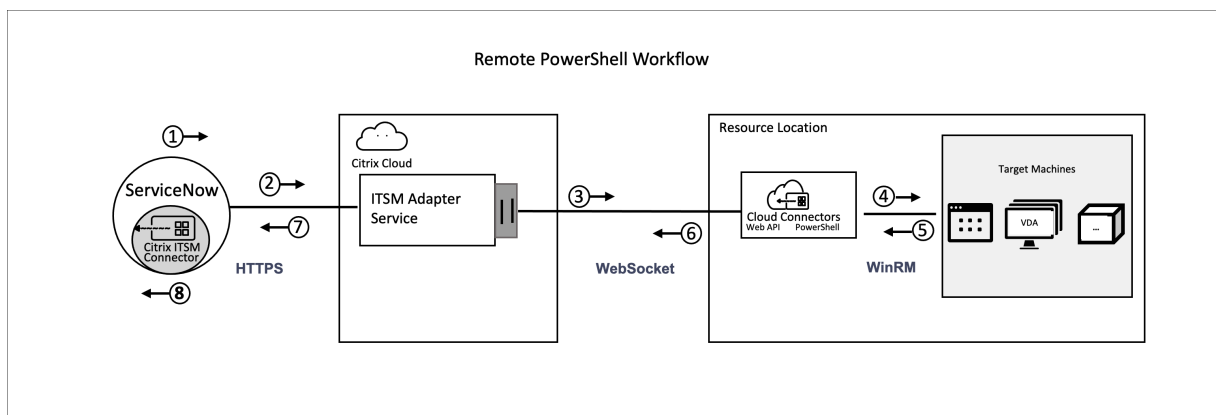 Remote PowerShell Workflow
1
ServiceNow
Citrix ITSM
Connector
8
2
7
HTTPS
Citrix Cloud
ITSM Adapter
Service
3
6
WebSocket
Resource Location
Cloud Connectors
Web API PowerShell
4
5
WinRM
Target Machines
VDA
...